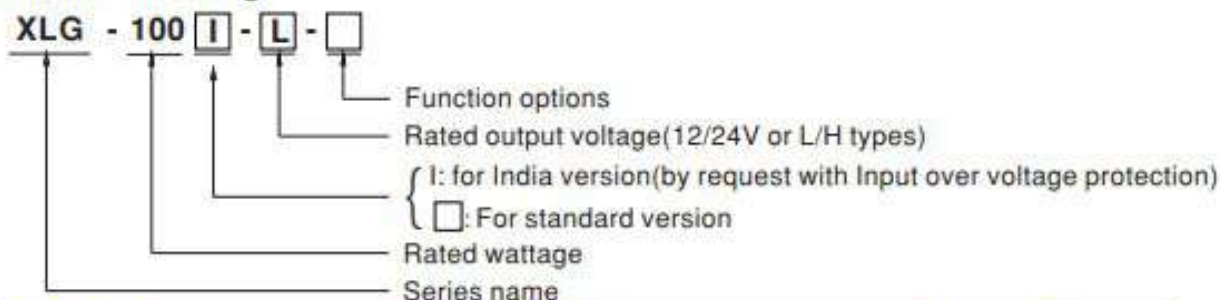 XLG - 100 I - L - □
Function options
Rated output voltage(12/24V or L/H types)
I: for India version(by request with Input over voltage protection)
□: For standard version
Rated wattage
Series name